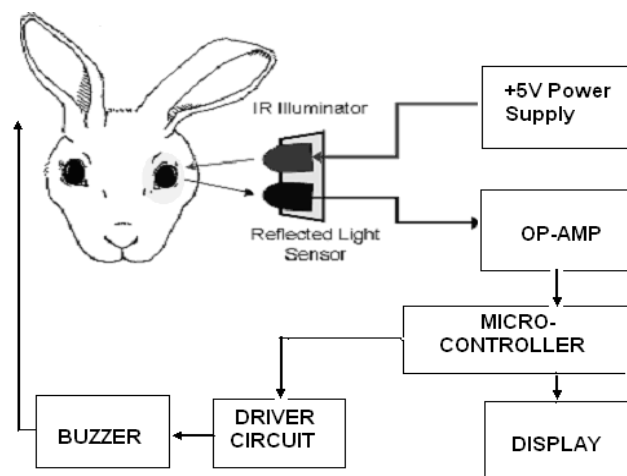 +5V Power
Supply
IR Illuminator
Reflected Light
Sensor
OP-AMP
MICRO-
CONTROLLER
DRIVER
CIRCUIT
BUZZER
DISPLAY